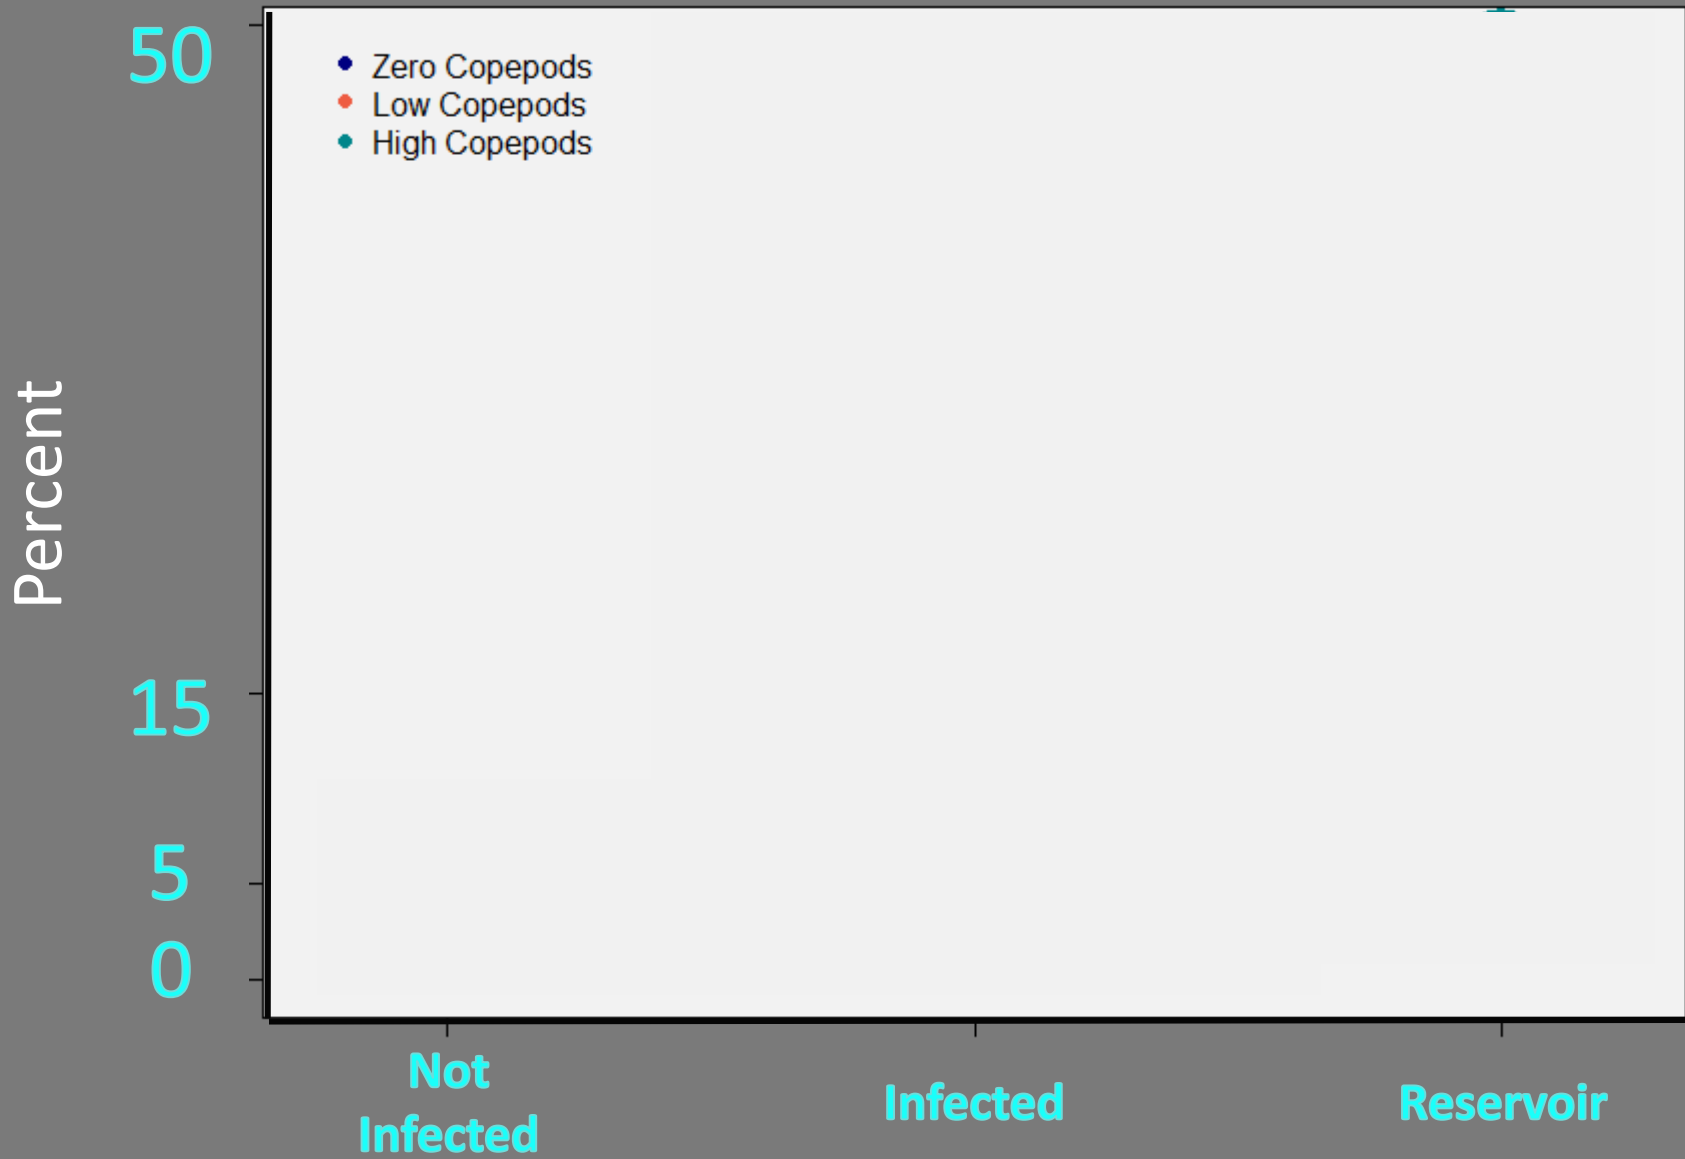 50
Zero Copepods
Low Copepods
High Copepods
Percent
15
5
0
Not
Infected
Infected
Reservoir